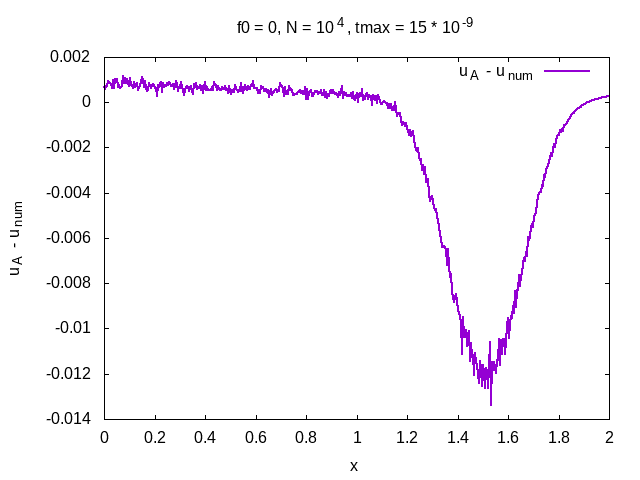 f0 = 0, N = 10^4, tmax = 15 * 10^-9
u_A - u_num
0.002
0
-0.002
-0.004
-0.006
-0.008
-0.01
-0.012
-0.014
u_A - u_num
0 0.2 0.4 0.6 0.8 1 1.2 1.4 1.6 1.8 2
x